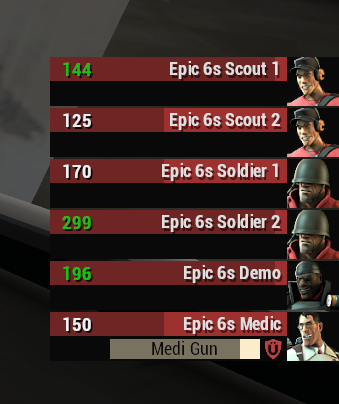 144 Epic 6s Scout 1
125 Epic 6s Scout 2
170 Epic 6s Soldier 1
299 Epic 6s Soldier 2
196 Epic 6s Demo
150 Epic 6s Medic
Medi Gun